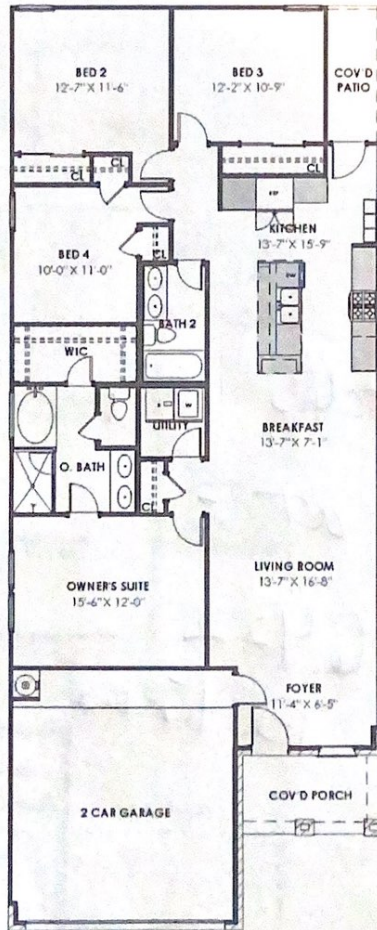 BED 2
12'-7" X 11'-6"
BED 3
12'-2" X 10'-9"
COV'D
PATIO
CL
CL
CL
REF
KITCHEN
13'-7" X 15'-9"
DW
BED 4
10'-0" X 11'-0"
CL
BATH 2
WIC
W
UTILITY
BREAKFAST
13'-7" X 7'-1"
O. BATH
CL
LIVING ROOM
13'-7" X 16'-8"
OWNER'S SUITE
15'-6" X 12'-0"
FOYER
11'-4" X 6'-5"
COV'D PORCH
2 CAR GARAGE